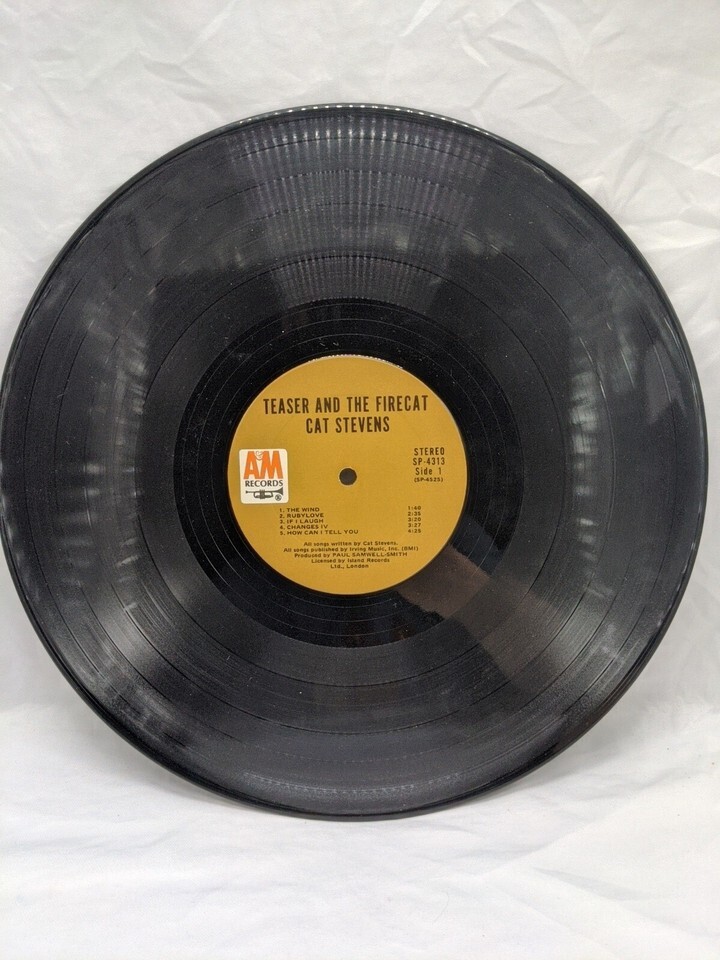 TEASER AND THE FIRECAT
CAT STEVENS
A&M
RECORDS
®
STEREO
SP-4313
Side 1
(SP-4525)
1. THE WIND 1:40
2. RUBYLOVE 2:35
3. IF I LAUGH 3:20
4. CHANGES IV 3:27
5. HOW CAN I TELL YOU 4:25
All songs written by Cat Stevens.
All songs published by Irving Music, Inc. (BMI)
Produced by PAUL SAMWELL-SMITH
Licensed by Island Records
Ltd., London